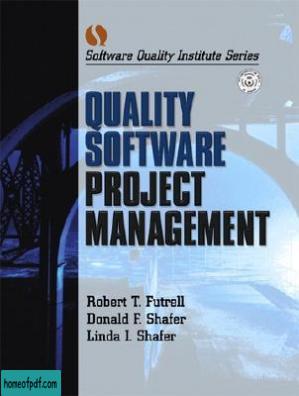 Software Quality Institute Series
QUALITY
SOFTWARE
PROJECT
MANAGEMENT
Robert T. Futrell
Donald F. Shafer
Linda I. Shafer
homeofpdf.com